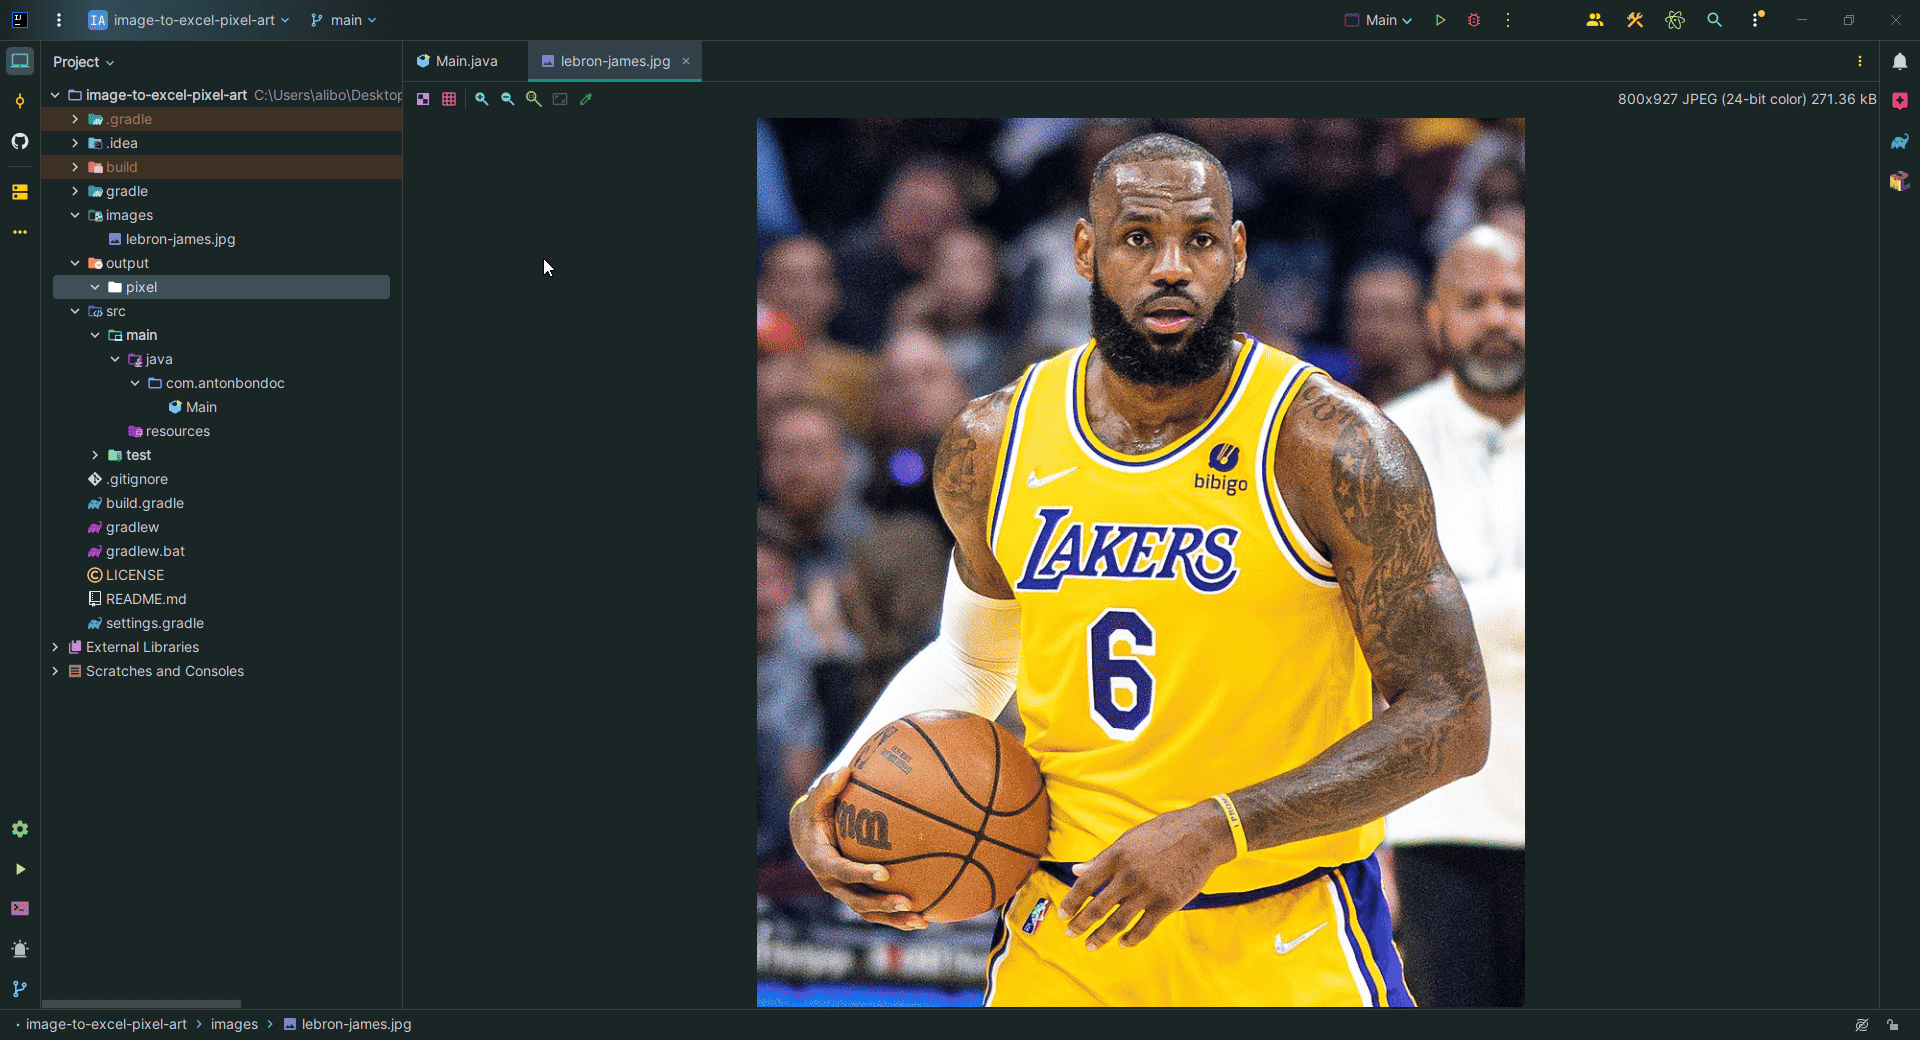 IA image-to-excel-pixel-art main Main
Project
Main.java lebron-james.jpg
image-to-excel-pixel-art C:\Users\alibo\Desktop
800x927 JPEG (24-bit color) 271.36 kB
.gradle
.idea
build
gradle
images
lebron-james.jpg
output
pixel
src
main
java
com.antonbondoc
Main
resources
test
.gitignore
build.gradle
gradlew
gradlew.bat
LICENSE
README.md
settings.gradle
External Libraries
Scratches and Consoles
bibigo
LAKERS
6
I PROM
image-to-excel-pixel-art images lebron-james.jpg